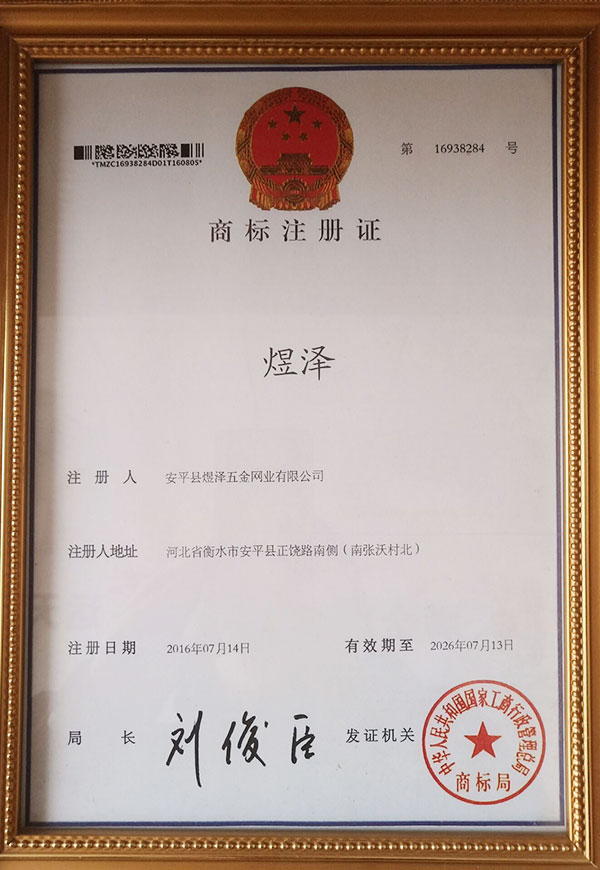 *TMZC16938284D01T160805*
第 16938284 号
商标注册证
煜泽
注册人 安平县煜泽五金网业有限公司
注册人地址 河北省衡水市安平县正饶路南侧(南张沃村北)
注册日期 2016年07月14日 有效期至 2026年07月13日
局长 刘俊臣 发证机关
中华人民共和国国家工商行政管理总局
商标局